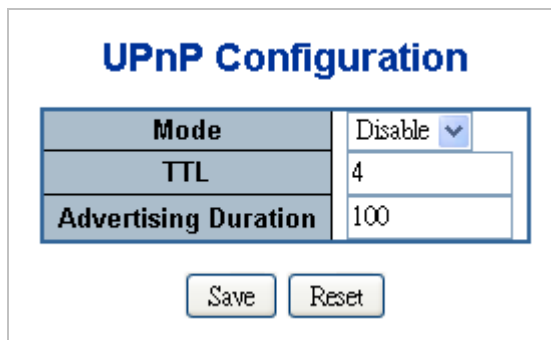 UPnP Configuration
Mode Disable
TTL 4
Advertising Duration 100
Save Reset